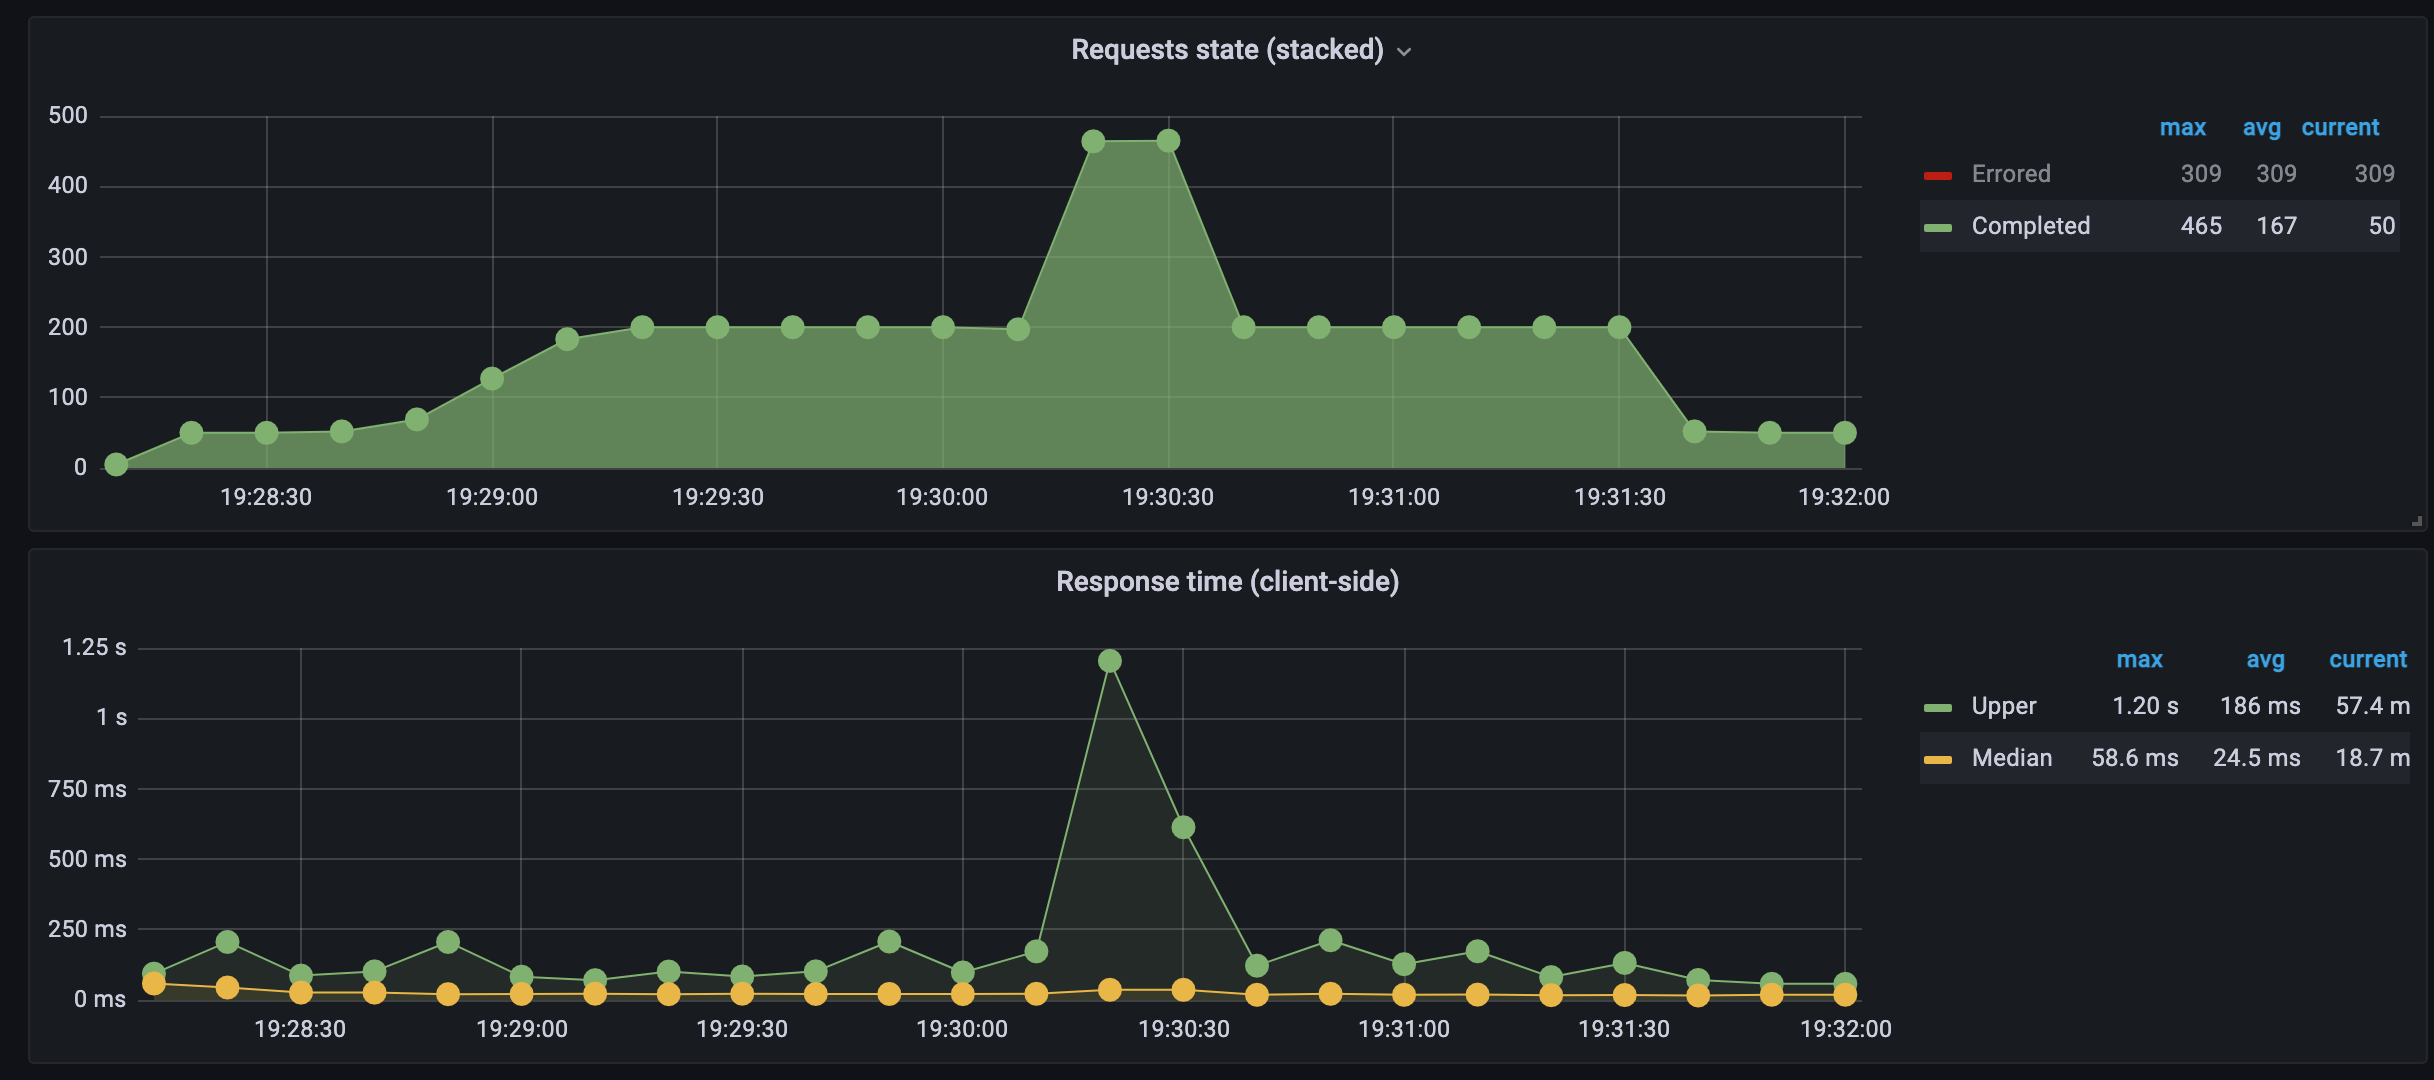 Requests state (stacked)
500
400
300
200
100
0
19:28:30 19:29:00 19:29:30 19:30:00 19:30:30 19:31:00 19:31:30 19:32:00
max avg current
Errored 309 309 309
Completed 465 167 50
Response time (client-side)
1.25 s
1 s
750 ms
500 ms
250 ms
0 ms
19:28:30 19:29:00 19:29:30 19:30:00 19:30:30 19:31:00 19:31:30 19:32:00
max avg current
Upper 1.20 s 186 ms 57.4 m
Median 58.6 ms 24.5 ms 18.7 m